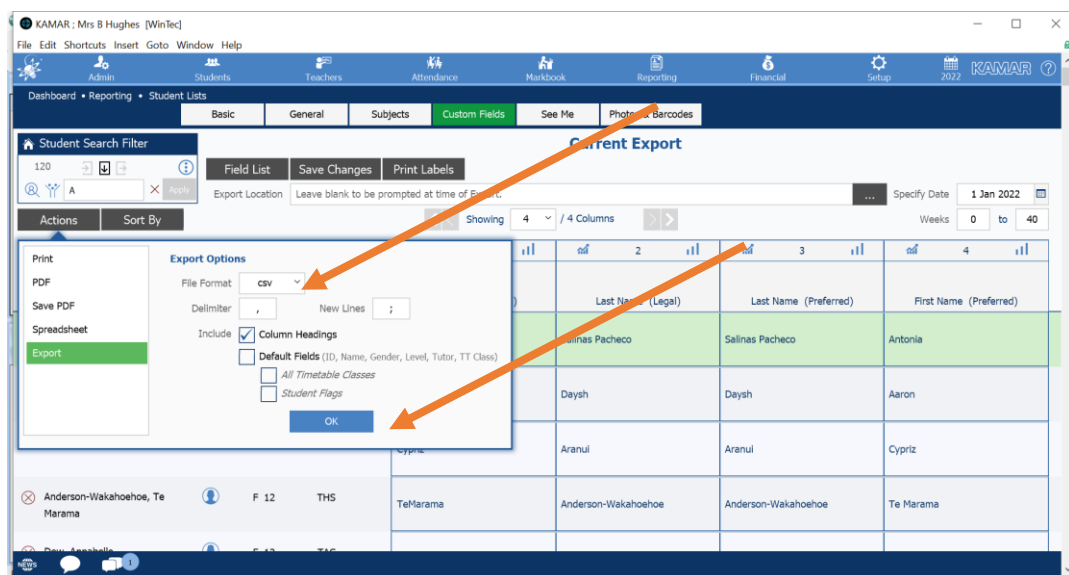 KAMAR ; Mrs B Hughes [WinTec]
File Edit Shortcuts Insert Goto Window Help
Admin Students Teachers Attendance Markbook Reporting Financial Setup 2022 KAMAR ?
Dashboard • Reporting • Student Lists
Basic General Subjects Custom Fields See Me Photos & Barcodes
Student Search Filter
Current Export
120
Field List Save Changes Print Labels
A Apply
Export Location Leave blank to be prompted at time of Export. ... Specify Date 1 Jan 2022
Actions Sort By
Showing 4 / 4 Columns
Weeks 0 to 40
2 3 4
Print
Export Options
PDF
File Format csv
Last Name (Legal) Last Name (Preferred) First Name (Preferred)
Save PDF
Delimiter , New Lines ;
Spreadsheet
Include Column Headings
Salinas Pacheco Salinas Pacheco Antonia
Export
Default Fields (ID, Name, Gender, Level, Tutor, TT Class)
All Timetable Classes
Student Flags
Daysh Daysh Aaron
OK
Cypriz Aranui Aranui Cypriz
Anderson-Wakahoehoe, Te Marama F 12 THS TeMarama Anderson-Wakahoehoe Anderson-Wakahoehoe Te Marama
NEWS 1